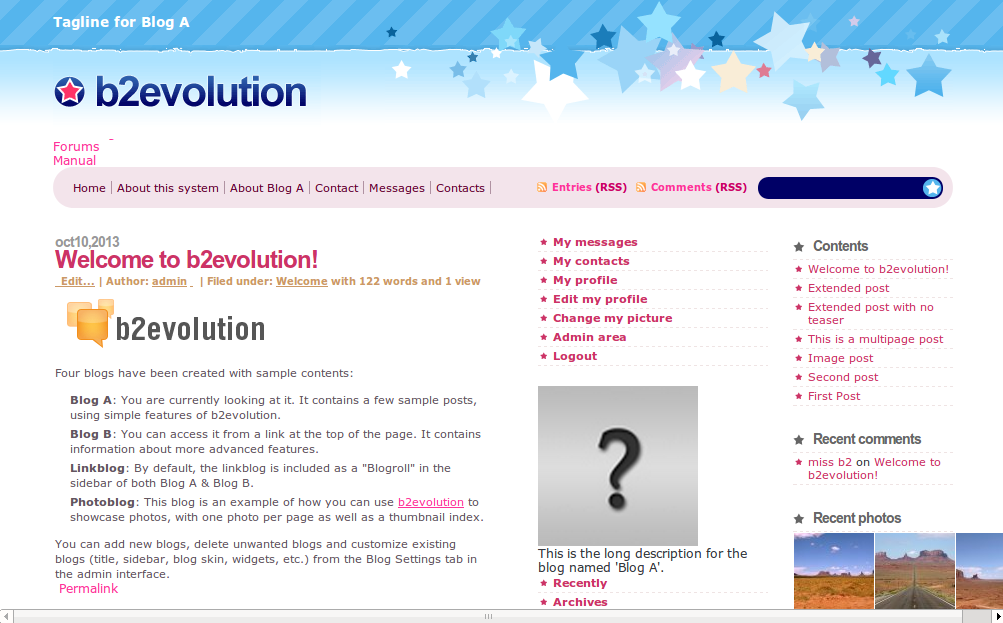 Tagline for Blog A
b2evolution
Forums
Manual
Home | About this system | About Blog A | Contact | Messages | Contacts |
Entries (RSS) Comments (RSS)
oct10,2013
Welcome to b2evolution!
Edit... | Author: admin | Filed under: Welcome with 122 words and 1 view
b2evolution
Four blogs have been created with sample contents:
Blog A: You are currently looking at it. It contains a few sample posts,
using simple features of b2evolution.
Blog B: You can access it from a link at the top of the page. It contains
information about more advanced features.
Linkblog: By default, the linkblog is included as a "Blogroll" in the
sidebar of both Blog A & Blog B.
Photoblog: This blog is an example of how you can use b2evolution to
showcase photos, with one photo per page as well as a thumbnail index.
You can add new blogs, delete unwanted blogs and customize existing
blogs (title, sidebar, blog skin, widgets, etc.) from the Blog Settings tab in
the admin interface.
Permalink
My messages
My contacts
My profile
Edit my profile
Change my picture
Admin area
Logout
?
This is the long description for the
blog named 'Blog A'.
Recently
Archives
Contents
Welcome to b2evolution!
Extended post
Extended post with no
teaser
This is a multipage post
Image post
Second post
First Post
Recent comments
miss b2 on Welcome to
b2evolution!
Recent photos